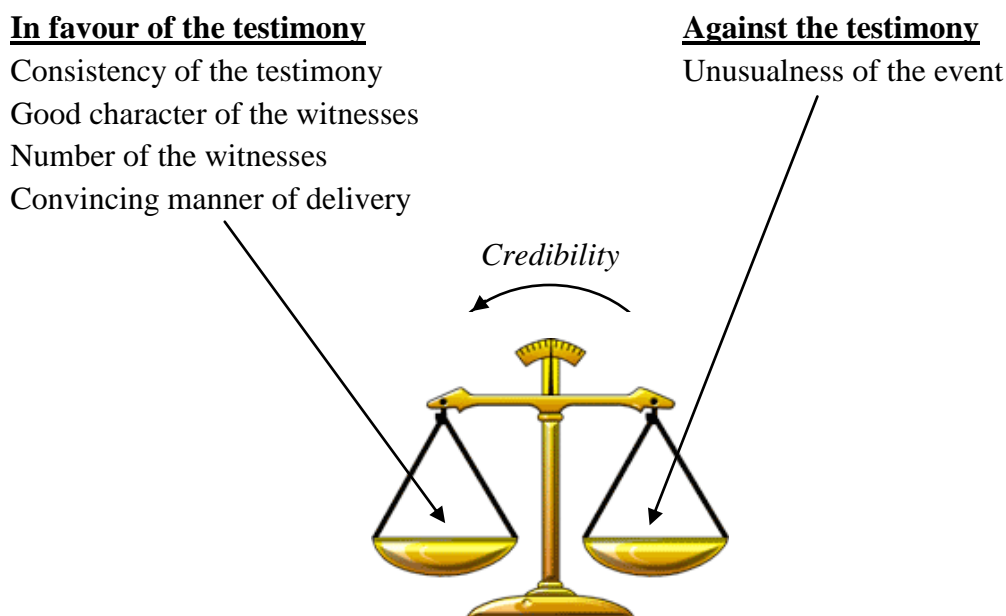 In favour of the testimony
Consistency of the testimony
Good character of the witnesses
Number of the witnesses
Convincing manner of delivery
Against the testimony
Unusualness of the event
Credibility